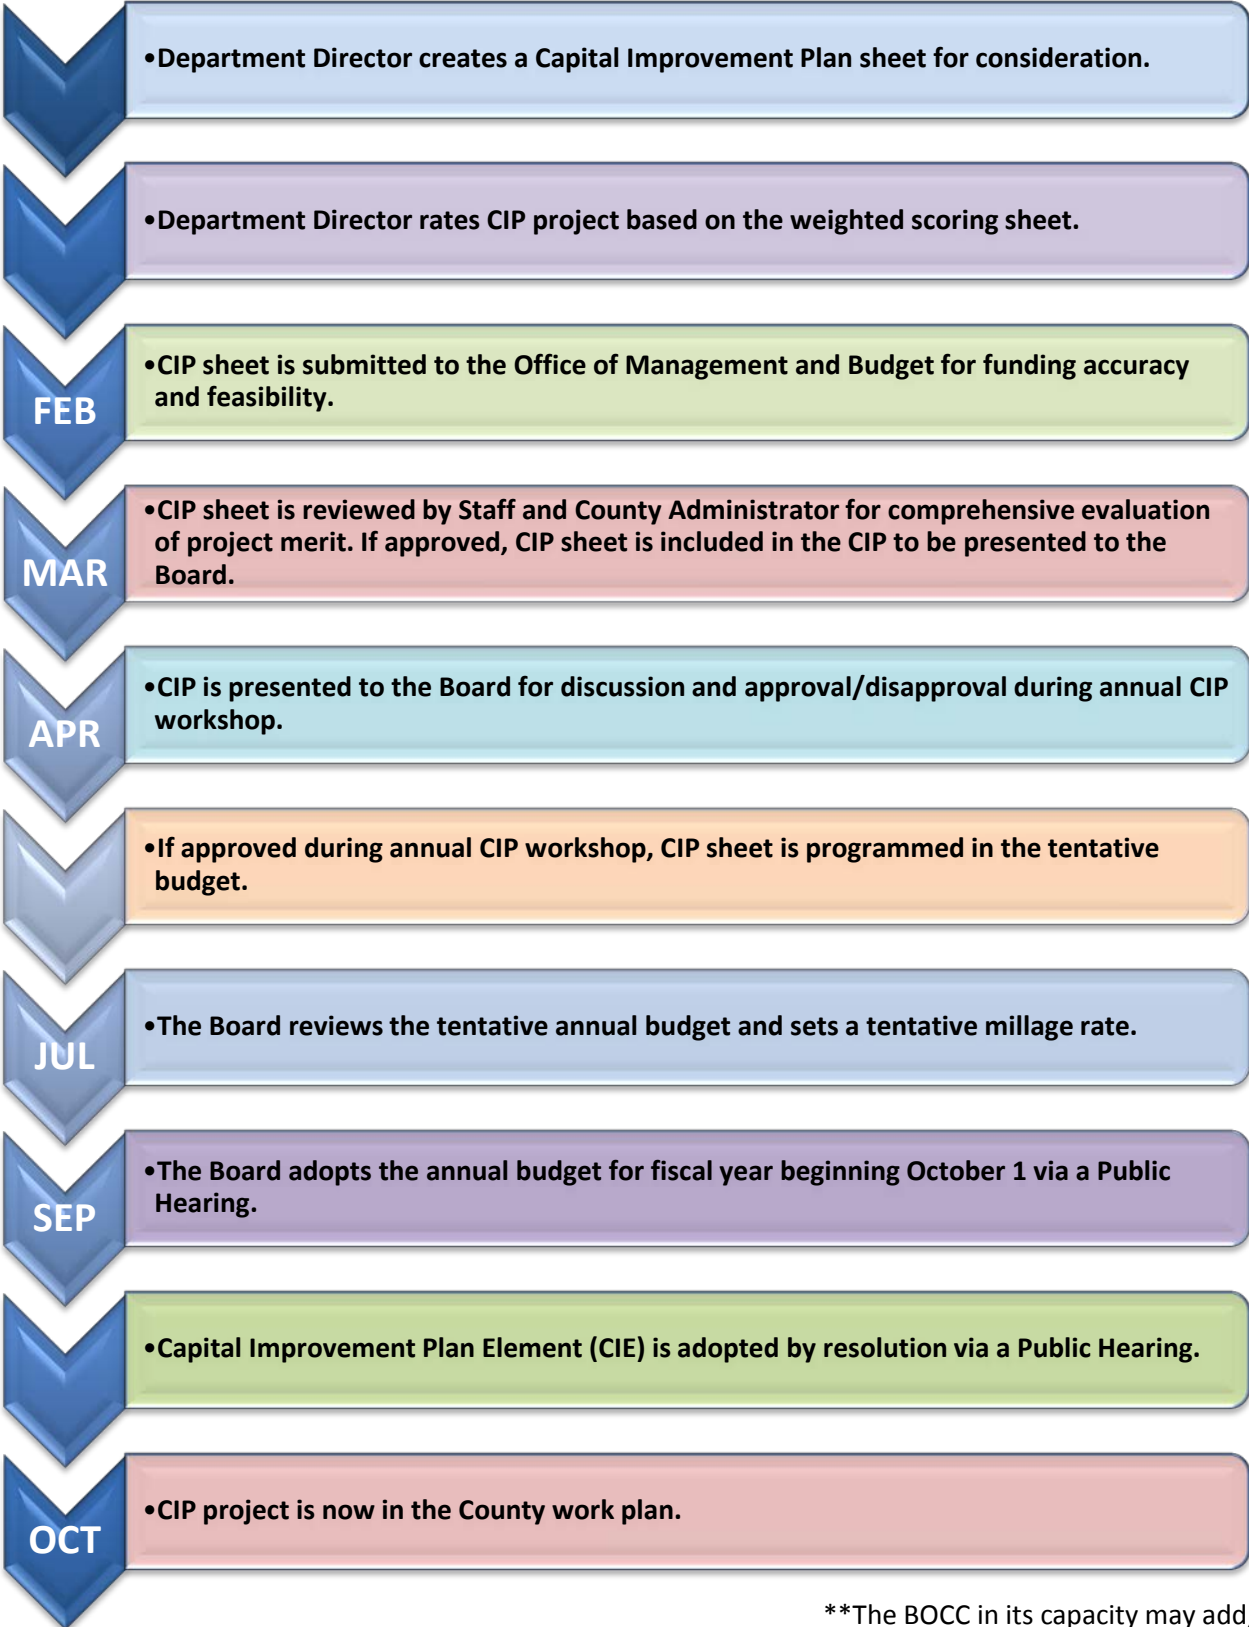 •Department Director creates a Capital Improvement Plan sheet for consideration.
•Department Director rates CIP project based on the weighted scoring sheet.
FEB
•CIP sheet is submitted to the Office of Management and Budget for funding accuracy
and feasibility.
MAR
•CIP sheet is reviewed by Staff and County Administrator for comprehensive evaluation
of project merit. If approved, CIP sheet is included in the CIP to be presented to the
Board.
APR
•CIP is presented to the Board for discussion and approval/disapproval during annual CIP
workshop.
•If approved during annual CIP workshop, CIP sheet is programmed in the tentative
budget.
JUL
•The Board reviews the tentative annual budget and sets a tentative millage rate.
SEP
•The Board adopts the annual budget for fiscal year beginning October 1 via a Public
Hearing.
•Capital Improvement Plan Element (CIE) is adopted by resolution via a Public Hearing.
OCT
•CIP project is now in the County work plan.
**The BOCC in its capacity may add,